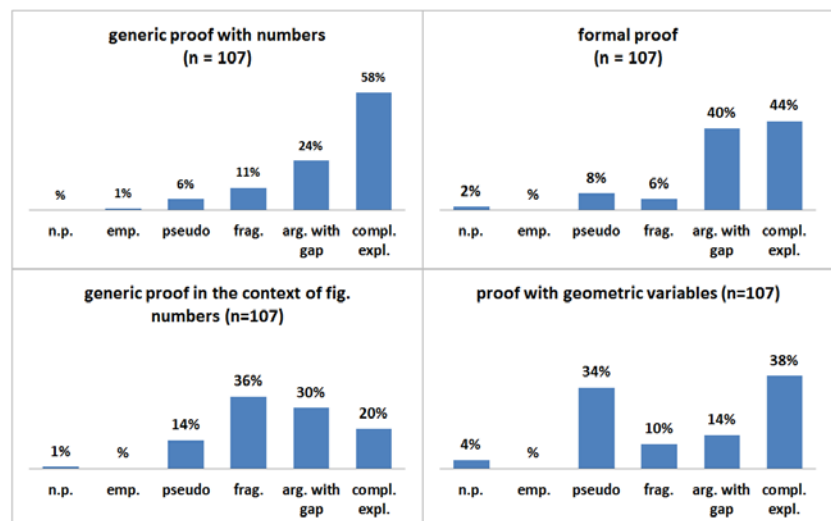 generic proof with numbers
(n = 107)
58%
24%
11%
6%
1%
%
n.p. emp. pseudo frag. arg. with gap compl. expl.
formal proof
(n = 107)
44%
40%
8%
6%
2%
%
n.p. emp. pseudo frag. arg. with gap compl. expl.
generic proof in the context of fig.
numbers (n=107)
36%
30%
20%
14%
1%
%
n.p. emp. pseudo frag. arg. with gap compl. expl.
proof with geometric variables (n=107)
38%
34%
14%
10%
4%
%
n.p. emp. pseudo frag. arg. with gap compl. expl.